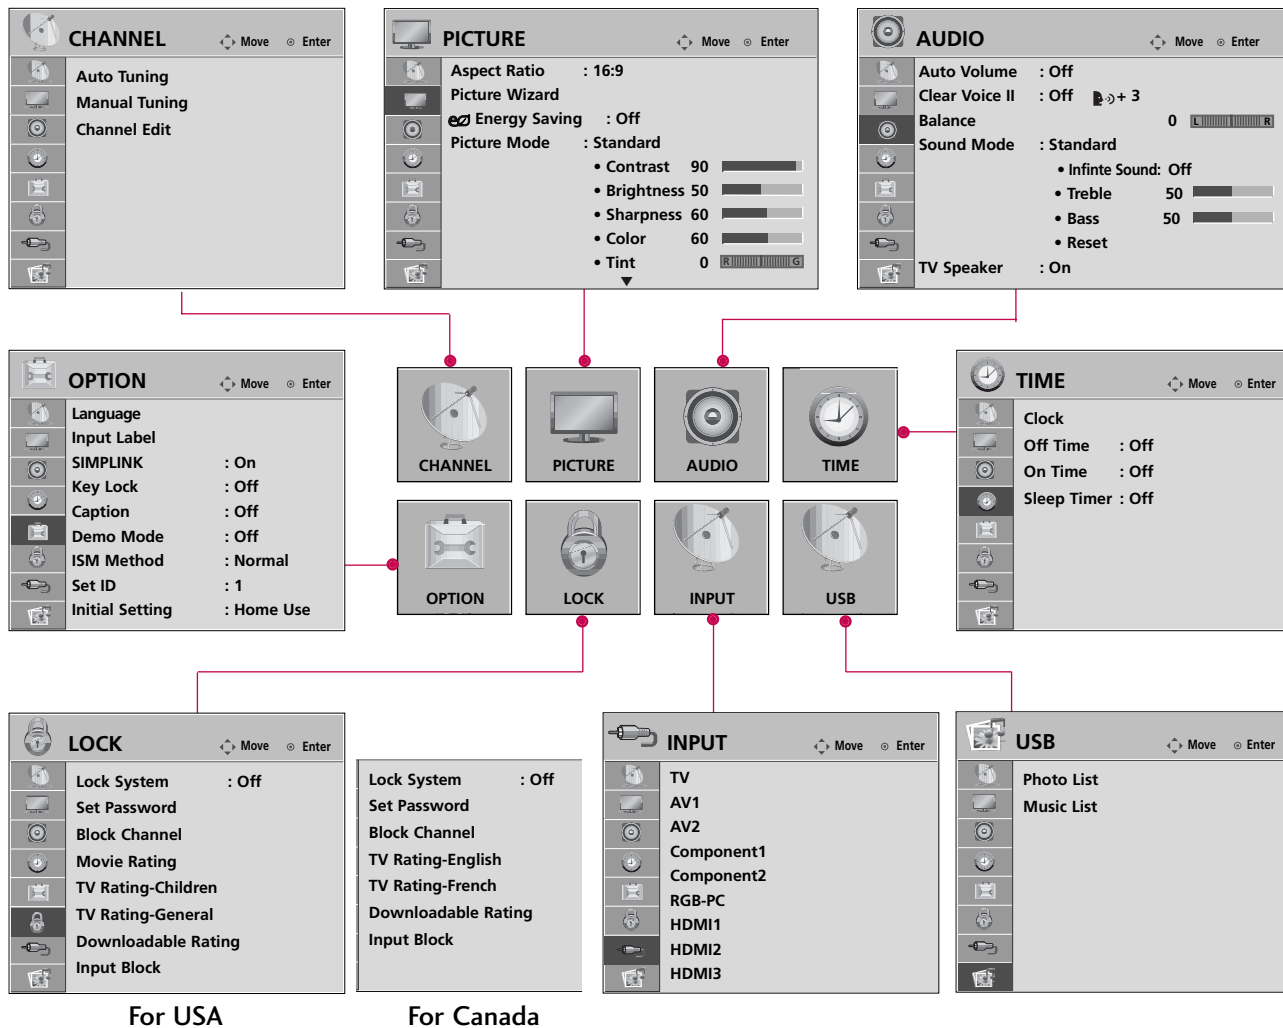 CHANNEL Move Enter
Auto Tuning
Manual Tuning
Channel Edit
PICTURE Move Enter
Aspect Ratio : 16:9
Picture Wizard
Energy Saving : Off
Picture Mode : Standard
• Contrast 90
• Brightness 50
• Sharpness 60
• Color 60
• Tint 0 R G
AUDIO Move Enter
Auto Volume : Off
Clear Voice II : Off + 3
Balance 0 L R
Sound Mode : Standard
• Infinte Sound: Off
• Treble 50
• Bass 50
• Reset
TV Speaker : On
OPTION Move Enter
Language
Input Label
SIMPLINK : On
Key Lock : Off
Caption : Off
Demo Mode : Off
ISM Method : Normal
Set ID : 1
Initial Setting : Home Use
CHANNEL
PICTURE
AUDIO
TIME
OPTION
LOCK
INPUT
USB
TIME Move Enter
Clock
Off Time : Off
On Time : Off
Sleep Timer : Off
LOCK Move Enter
Lock System : Off
Set Password
Block Channel
Movie Rating
TV Rating-Children
TV Rating-General
Downloadable Rating
Input Block
For USA
Lock System : Off
Set Password
Block Channel
TV Rating-English
TV Rating-French
Downloadable Rating
Input Block
For Canada
INPUT Move Enter
TV
AV1
AV2
Component1
Component2
RGB-PC
HDMI1
HDMI2
HDMI3
USB Move Enter
Photo List
Music List